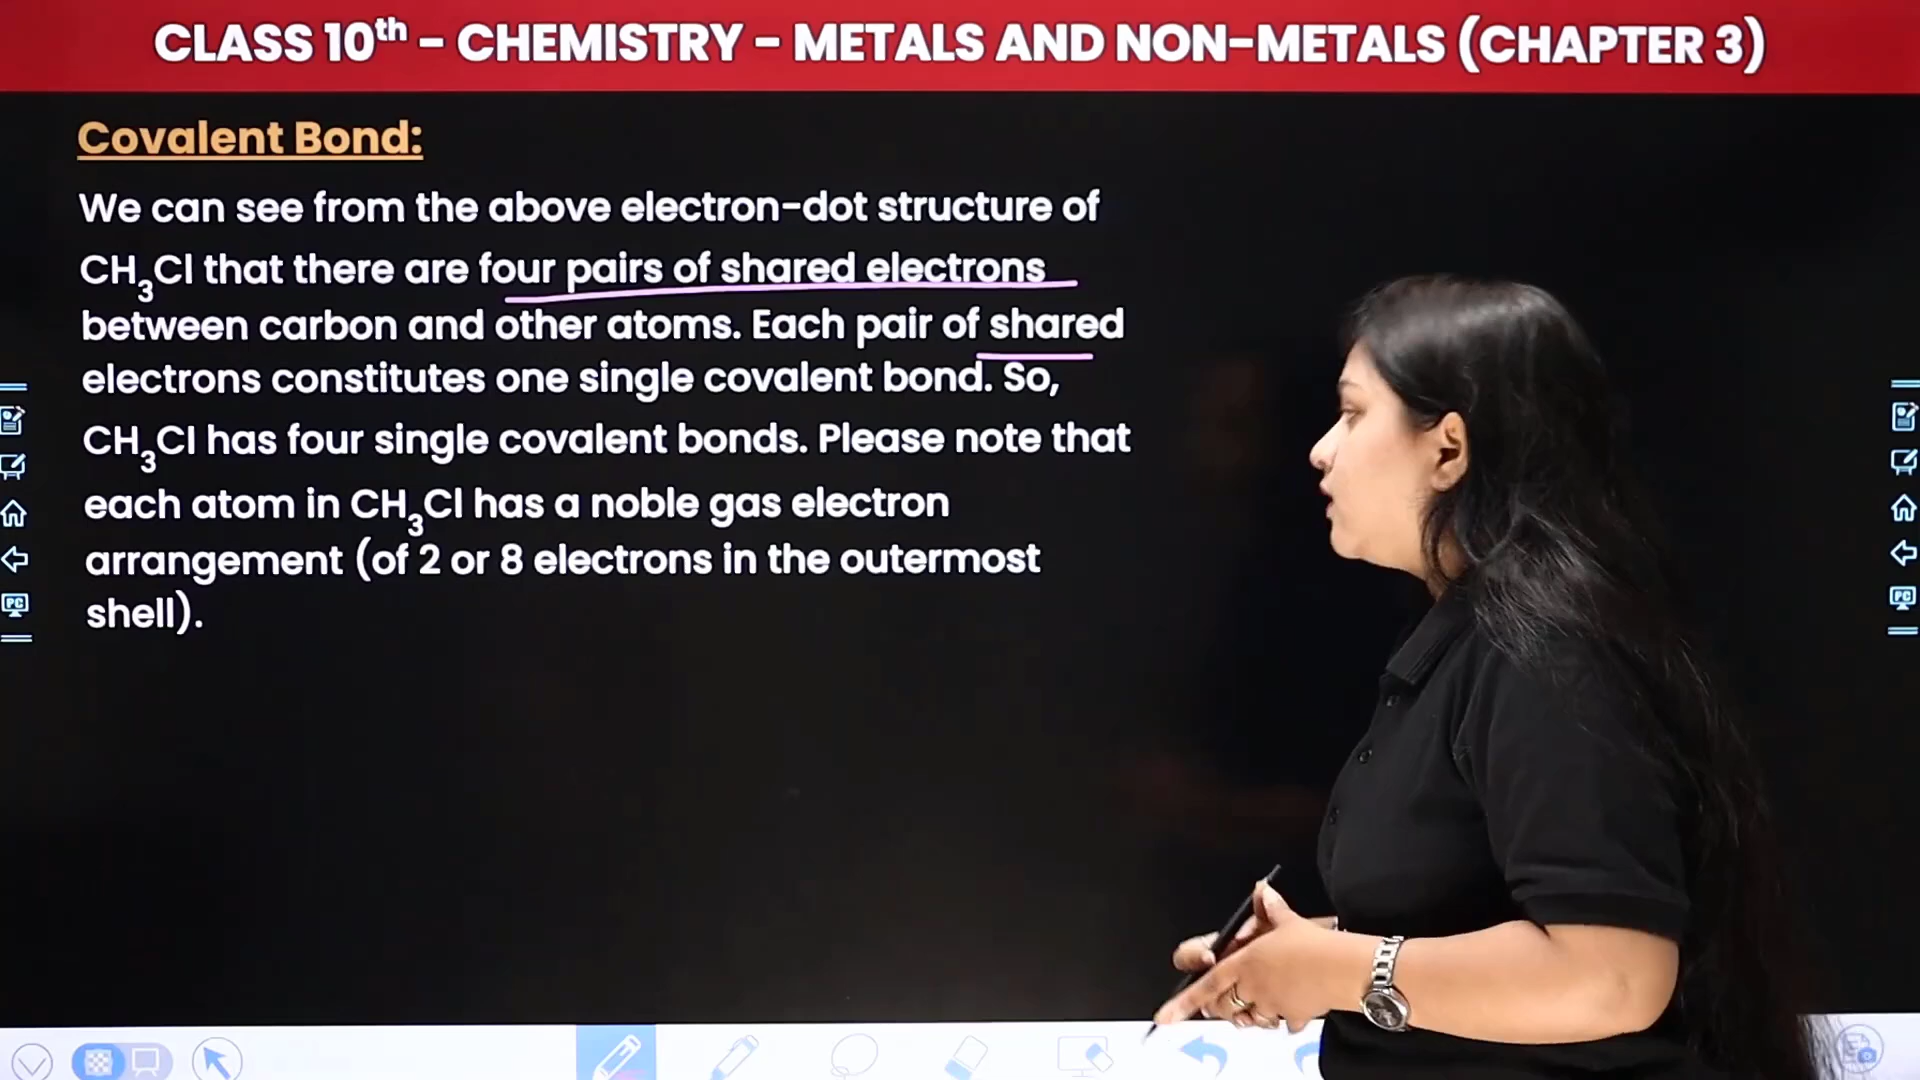 CLASS 10th - CHEMISTRY - METALS AND NON-METALS (CHAPTER 3)
Covalent Bond:
We can see from the above electron-dot structure of
CH3Cl that there are four pairs of shared electrons
between carbon and other atoms. Each pair of shared
electrons constitutes one single covalent bond. So,
CH3Cl has four single covalent bonds. Please note that
each atom in CH3Cl has a noble gas electron
arrangement (of 2 or 8 electrons in the outermost
shell).
PC
PC